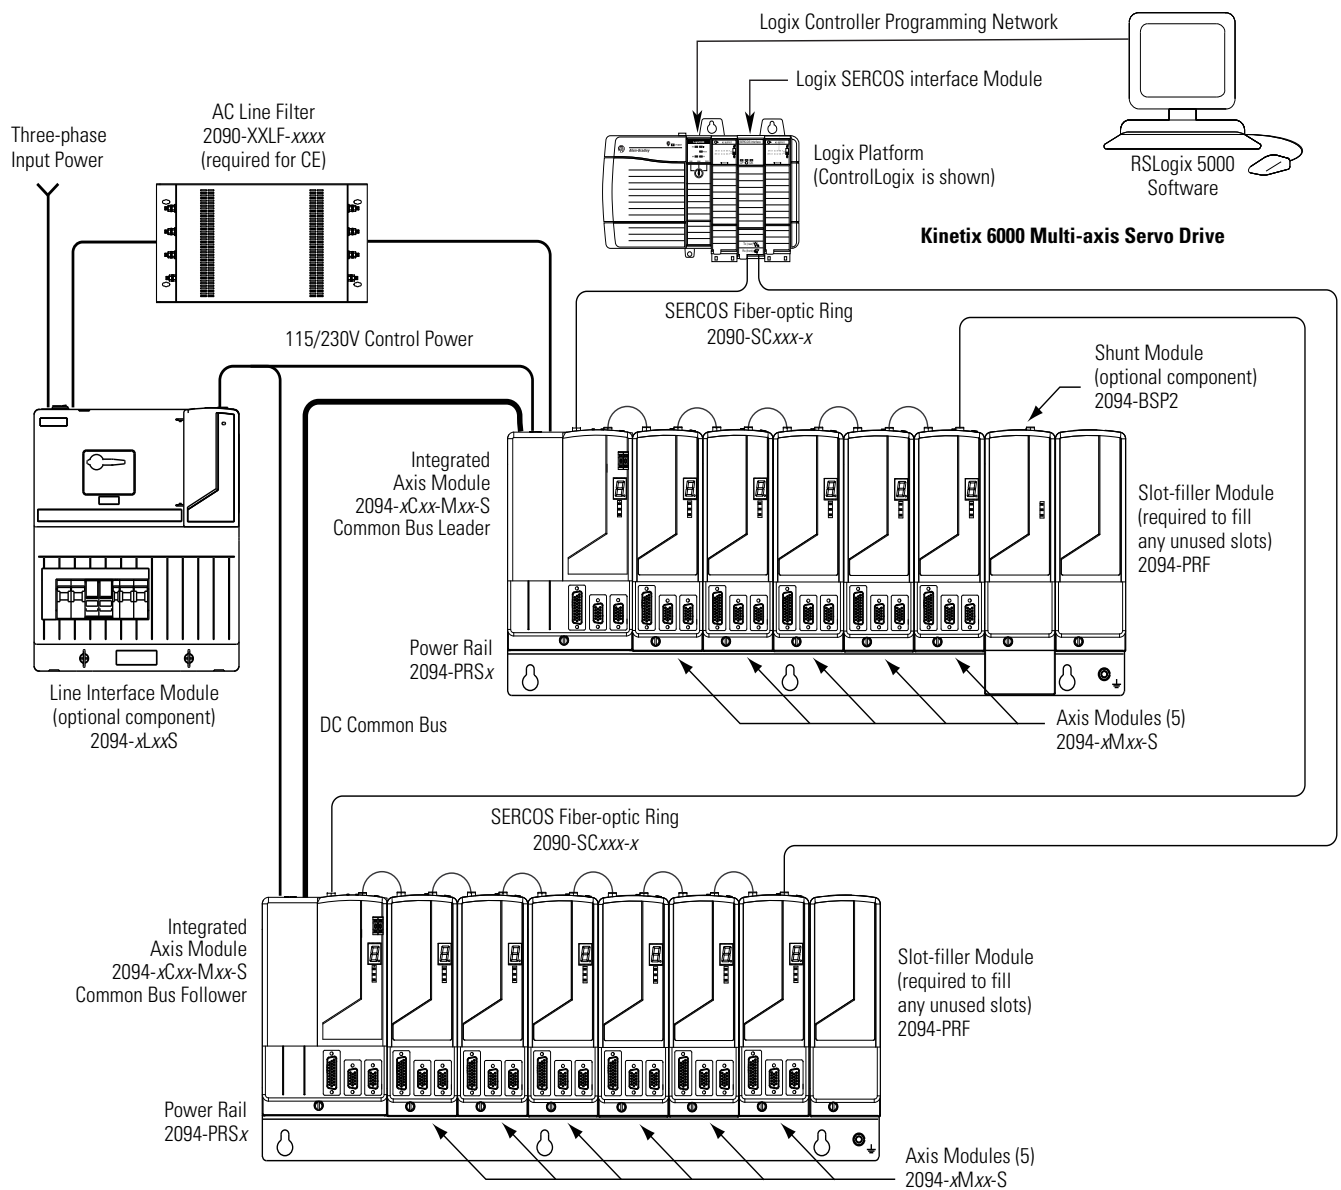 Logix Controller Programming Network
Logix SERCOS interface Module
AC Line Filter
2090-XXLF-xxxx
(required for CE)
Three-phase
Input Power
Logix Platform
(ControlLogix is shown)
RSLogix 5000
Software
Kinetix 6000 Multi-axis Servo Drive
SERCOS Fiber-optic Ring
2090-SCxxx-x
115/230V Control Power
Shunt Module
(optional component)
2094-BSP2
Integrated
Axis Module
2094-xCxx-Mxx-S
Common Bus Leader
Slot-filler Module
(required to fill
any unused slots)
2094-PRF
Power Rail
2094-PRSx
Line Interface Module
(optional component)
2094-xLxxS
DC Common Bus
Axis Modules (5)
2094-xMxx-S
SERCOS Fiber-optic Ring
2090-SCxxx-x
Integrated
Axis Module
2094-xCxx-Mxx-S
Common Bus Follower
Slot-filler Module
(required to fill
any unused slots)
2094-PRF
Power Rail
2094-PRSx
Axis Modules (5)
2094-xMxx-S